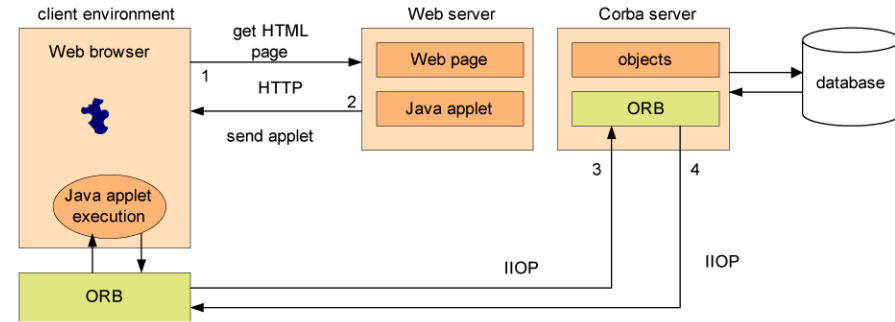 client environment
Web server
Corba server
Web browser
get HTML
page
1
HTTP
2
send applet
Web page
Java applet
objects
ORB
database
3
4
Java applet
execution
IIOP
IIOP
ORB